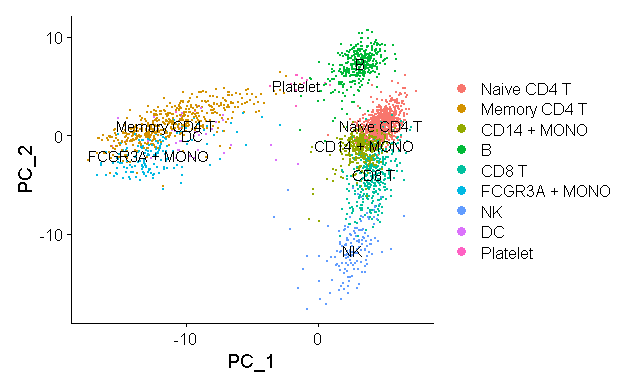 10
0
-10
PC_2
-10
0
PC_1
B
Platelet
Memory CD4 T
Naive CD4 T
DC
CD14 + MONO
FCGR3A + MONO
CD8 T
NK
Naive CD4 T
Memory CD4 T
CD14 + MONO
B
CD8 T
FCGR3A + MONO
NK
DC
Platelet